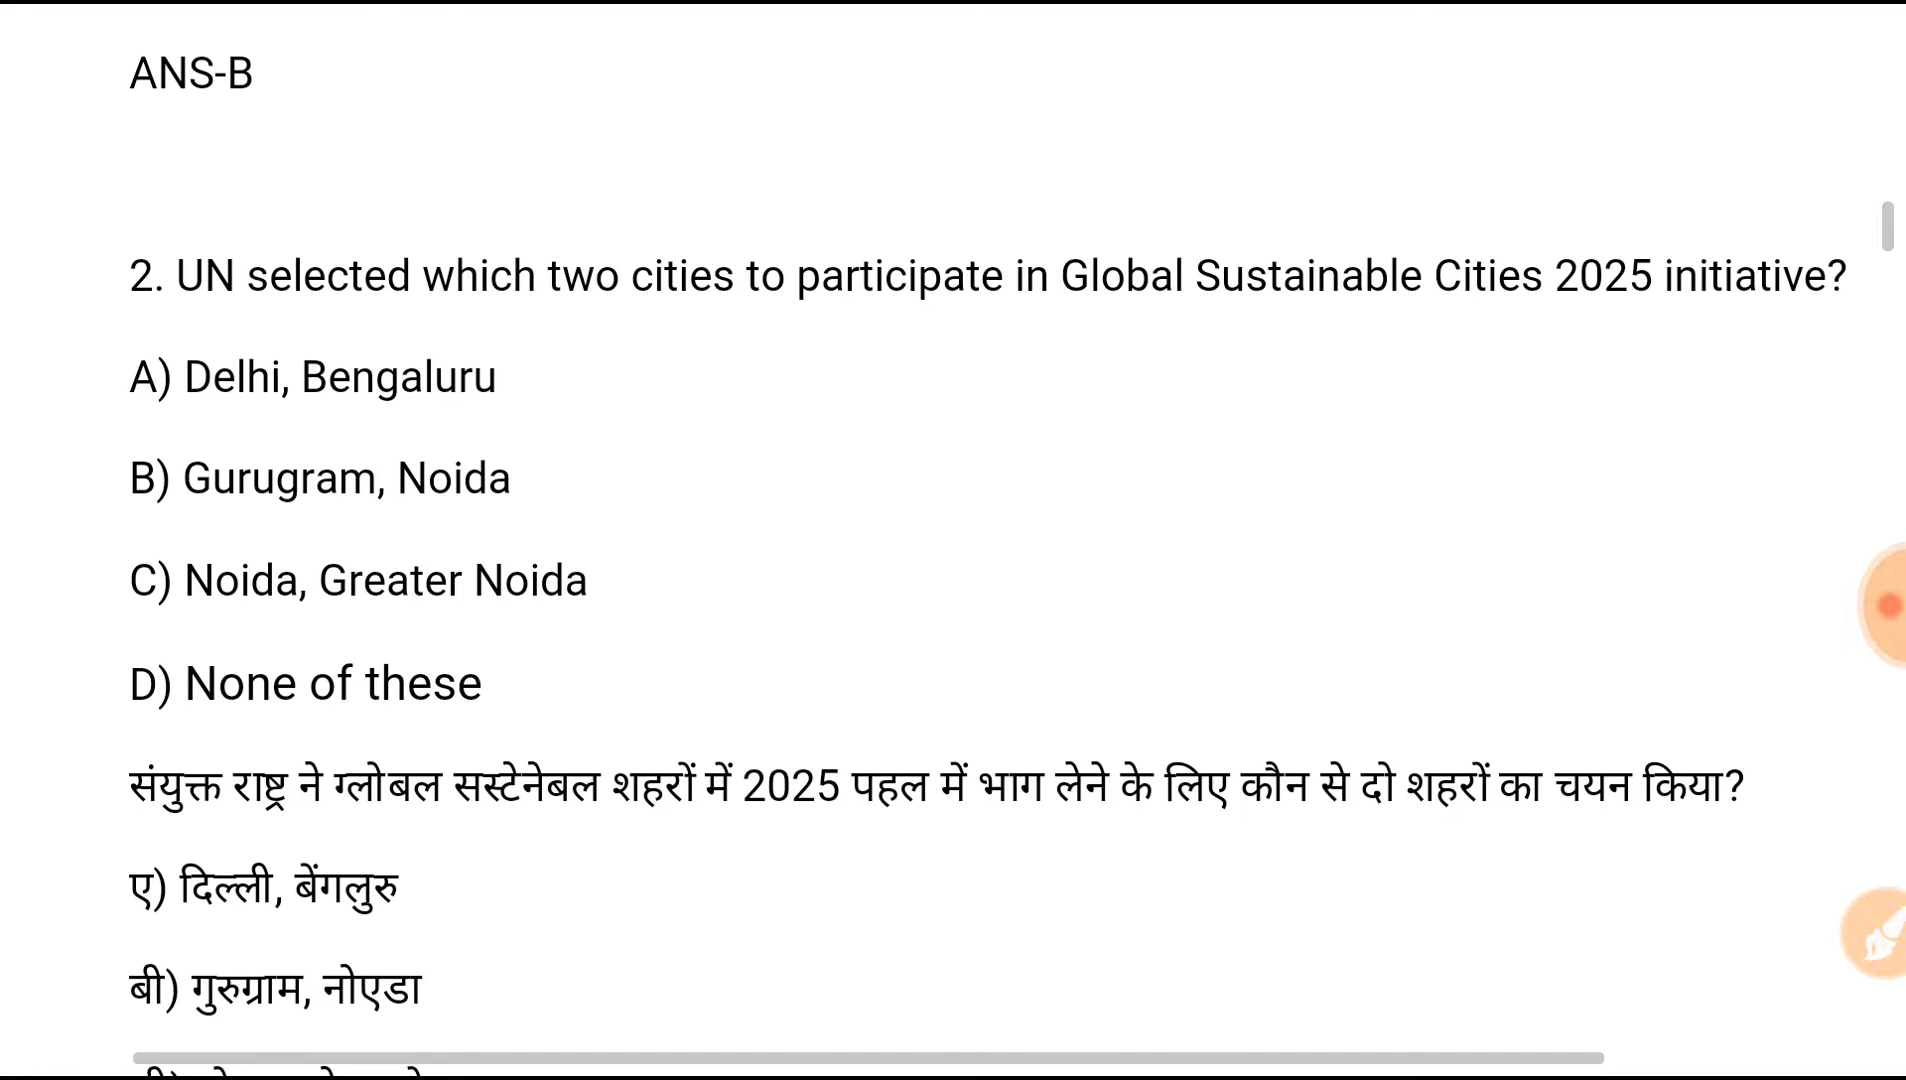 ANS-B
2. UN selected which two cities to participate in Global Sustainable Cities 2025 initiative?
A) Delhi, Bengaluru
B) Gurugram, Noida
C) Noida, Greater Noida
D) None of these
संयुक्त राष्ट्र ने ग्लोबल सस्टेनेबल शहरों में 2025 पहल में भाग लेने के लिए कौन से दो शहरों का चयन किया?
ए) दिल्ली, बेंगलुरु
बी) गुरुग्राम, नोएडा